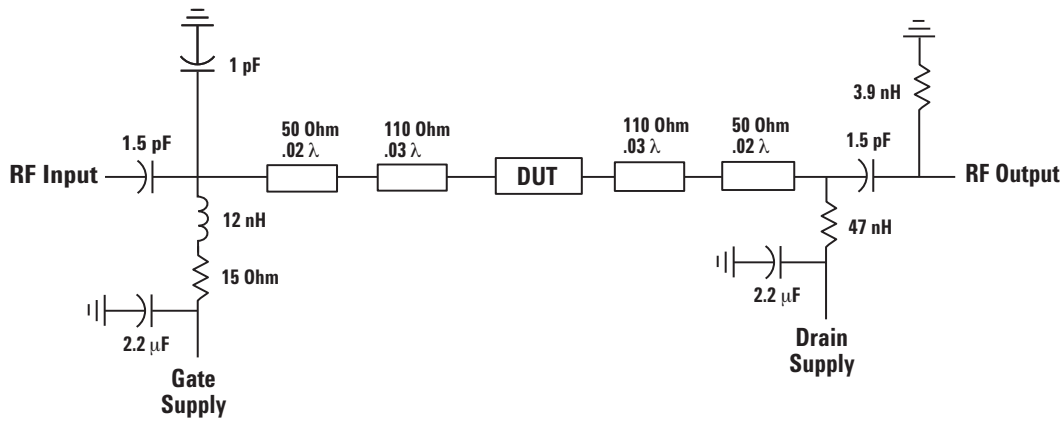 1 pF
3.9 nH
1.5 pF
50 Ohm
.02 λ
110 Ohm
.03 λ
110 Ohm
.03 λ
50 Ohm
.02 λ
1.5 pF
RF Input
DUT
RF Output
12 nH
47 nH
15 Ohm
2.2 μF
2.2 μF
Gate
Supply
Drain
Supply